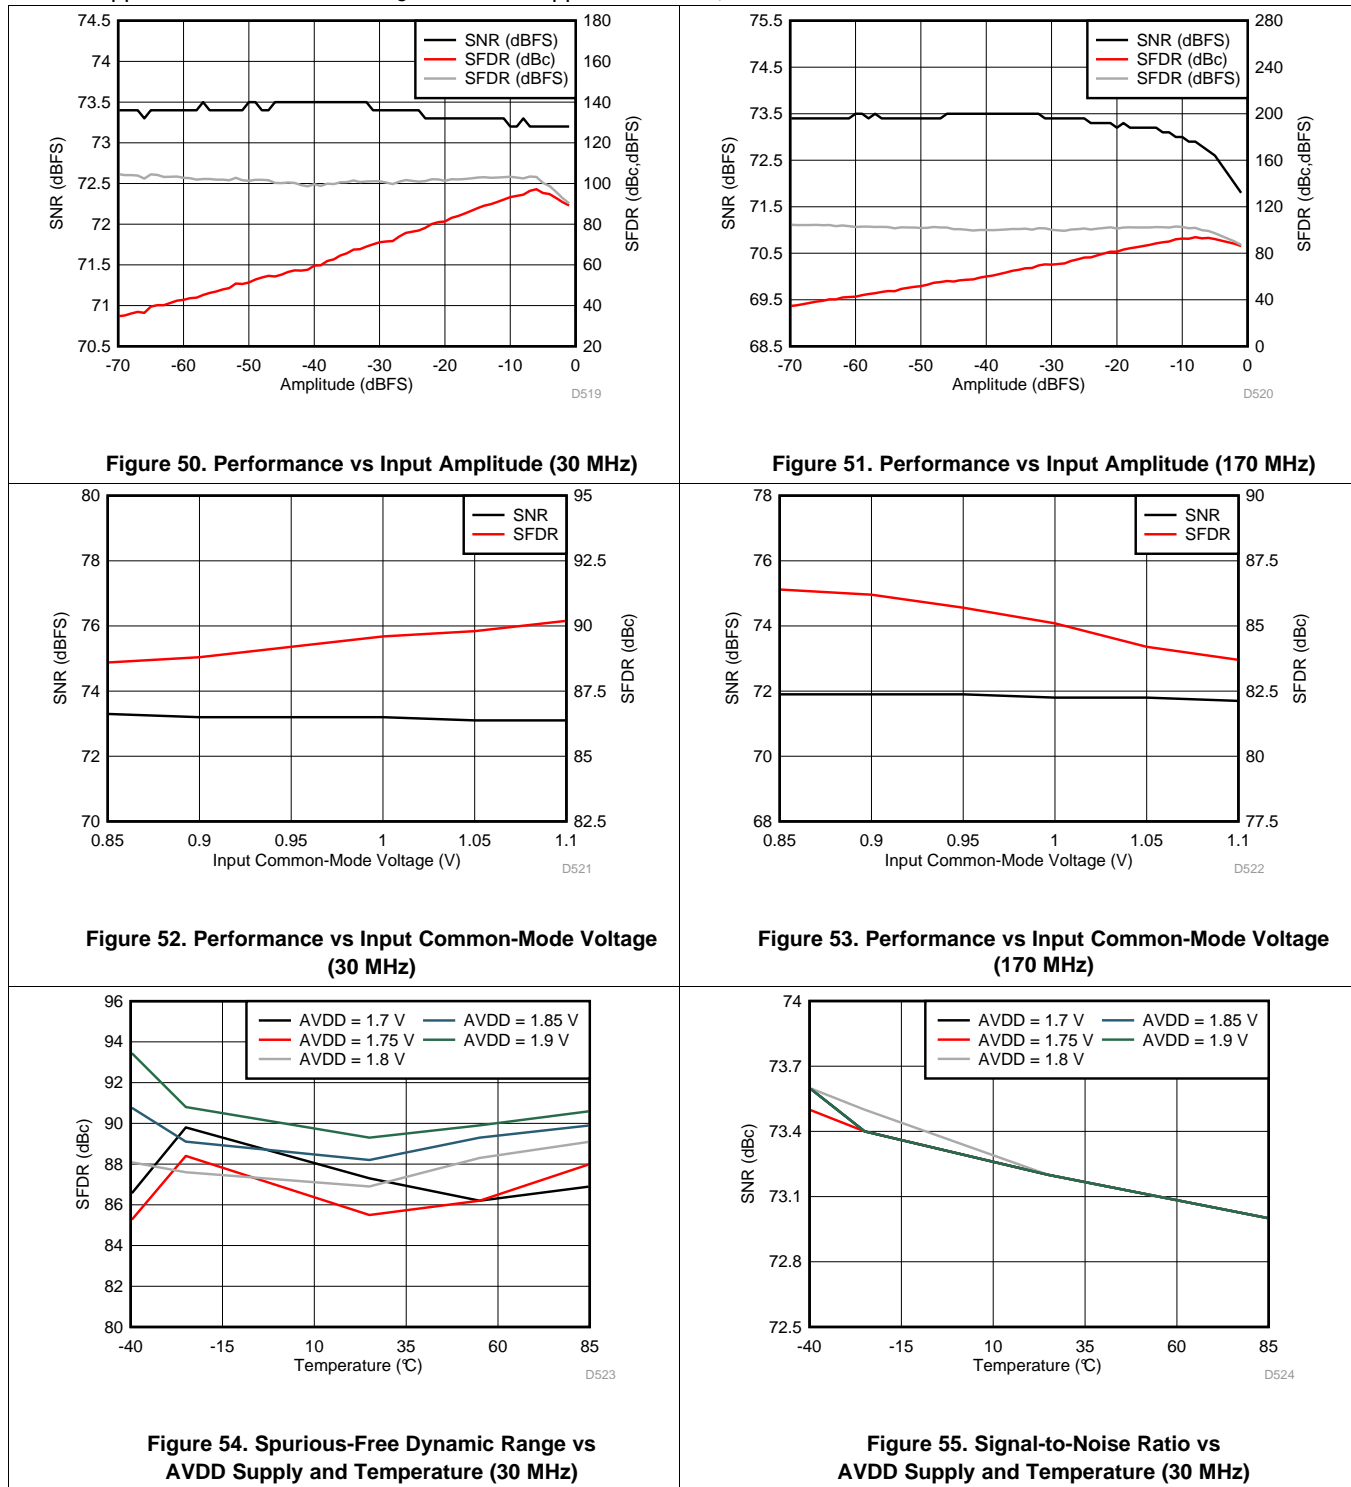 74.5
74
73.5
73
72.5
72
71.5
71
70.5
SNR (dBFS)
180
160
140
120
100
80
60
40
20
SFDR (dBc,dBFS)
SNR (dBFS)
SFDR (dBc)
SFDR (dBFS)
-70 -60 -50 -40 -30 -20 -10 0
Amplitude (dBFS)
D519
Figure 50. Performance vs Input Amplitude (30 MHz)
75.5
74.5
73.5
72.5
71.5
70.5
69.5
68.5
SNR (dBFS)
280
240
200
160
120
80
40
0
SFDR (dBc,dBFS)
SNR (dBFS)
SFDR (dBc)
SFDR (dBFS)
-70 -60 -50 -40 -30 -20 -10 0
Amplitude (dBFS)
D520
Figure 51. Performance vs Input Amplitude (170 MHz)
80
78
76
74
72
70
SNR (dBFS)
95
92.5
90
87.5
85
82.5
SFDR (dBc)
SNR
SFDR
0.85 0.9 0.95 1 1.05 1.1
Input Common-Mode Voltage (V)
D521
Figure 52. Performance vs Input Common-Mode Voltage
(30 MHz)
78
76
74
72
70
68
SNR (dBFS)
90
87.5
85
82.5
80
77.5
SFDR (dBc)
SNR
SFDR
0.85 0.9 0.95 1 1.05 1.1
Input Common-Mode Voltage (V)
D522
Figure 53. Performance vs Input Common-Mode Voltage
(170 MHz)
96
94
92
90
88
86
84
82
80
SFDR (dBc)
AVDD = 1.7 V AVDD = 1.85 V
AVDD = 1.75 V AVDD = 1.9 V
AVDD = 1.8 V
-40 -15 10 35 60 85
Temperature (°C)
D523
Figure 54. Spurious-Free Dynamic Range vs
AVDD Supply and Temperature (30 MHz)
74
73.7
73.4
73.1
72.8
72.5
SNR (dBc)
AVDD = 1.7 V AVDD = 1.85 V
AVDD = 1.75 V AVDD = 1.9 V
AVDD = 1.8 V
-40 -15 10 35 60 85
Temperature (°C)
D524
Figure 55. Signal-to-Noise Ratio vs
AVDD Supply and Temperature (30 MHz)